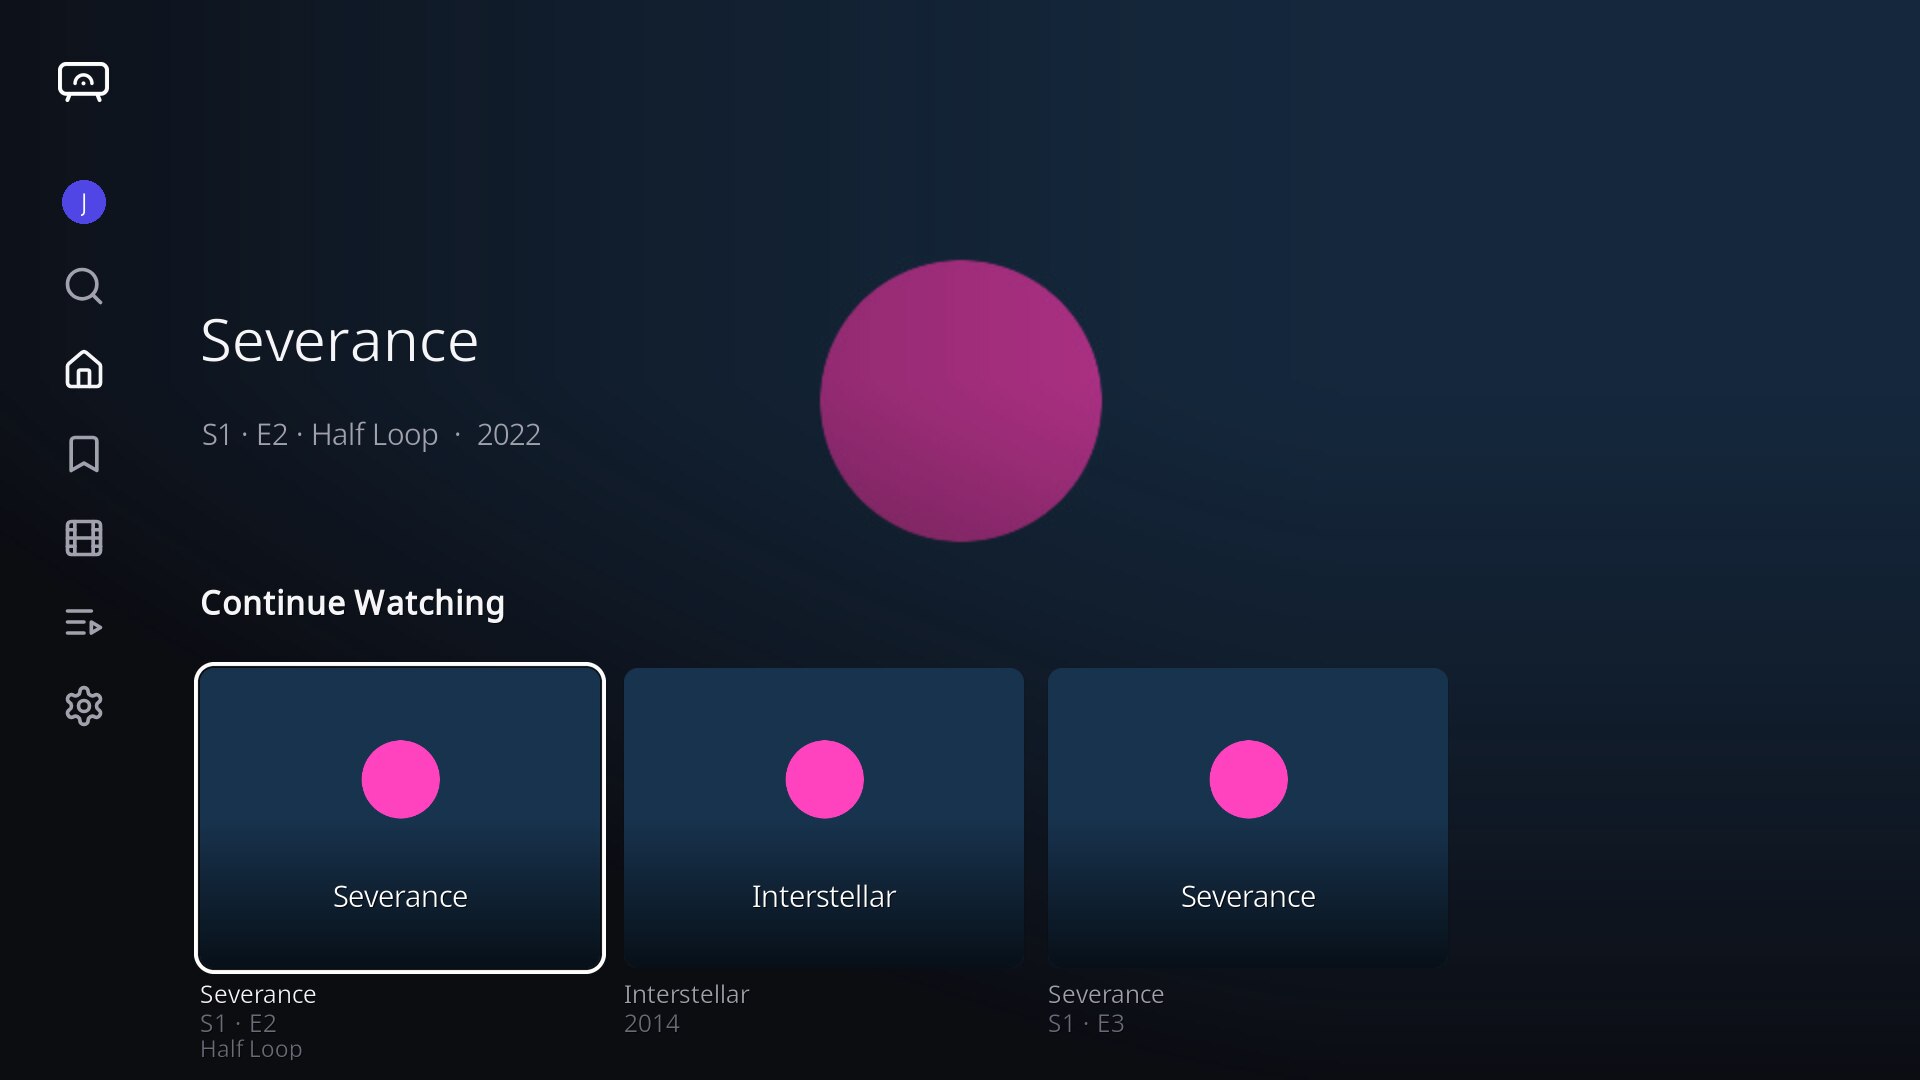 J
Severance
S1 · E2 · Half Loop · 2022
Continue Watching
Severance
Interstellar
Severance
Severance
S1 · E2
Half Loop
Interstellar
2014
Severance
S1 · E3